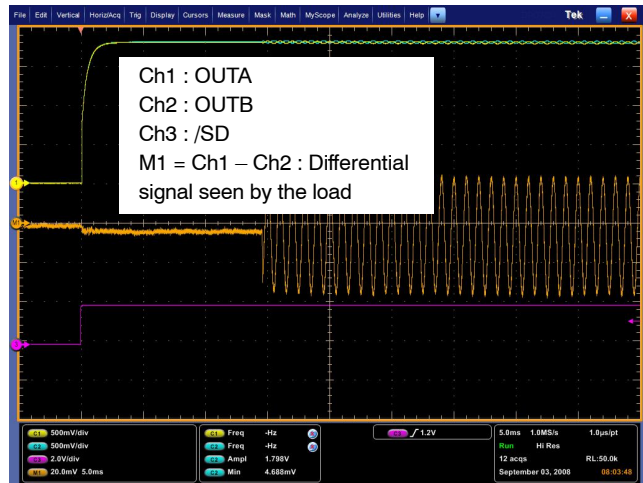 File Edit Vertical Horiz/Acq Trig Display Cursors Measure Mask Math MyScope Analyze Utilities Help Tek
Ch1 : OUTA
Ch2 : OUTB
Ch3 : /SD
M1 = Ch1 – Ch2 : Differential
signal seen by the load
C1 500mV/div
C2 500mV/div
C3 2.0V/div
M1 20.0mV 5.0ms
C1 Freq -Hz
C2 Freq -Hz
C2 Ampl 1.798V
C2 Min 4.688mV
C3 1.2V
5.0ms 1.0MS/s 1.0µs/pt
Run Hi Res
12 acqs RL:50.0k
September 03, 2008 08:03:48